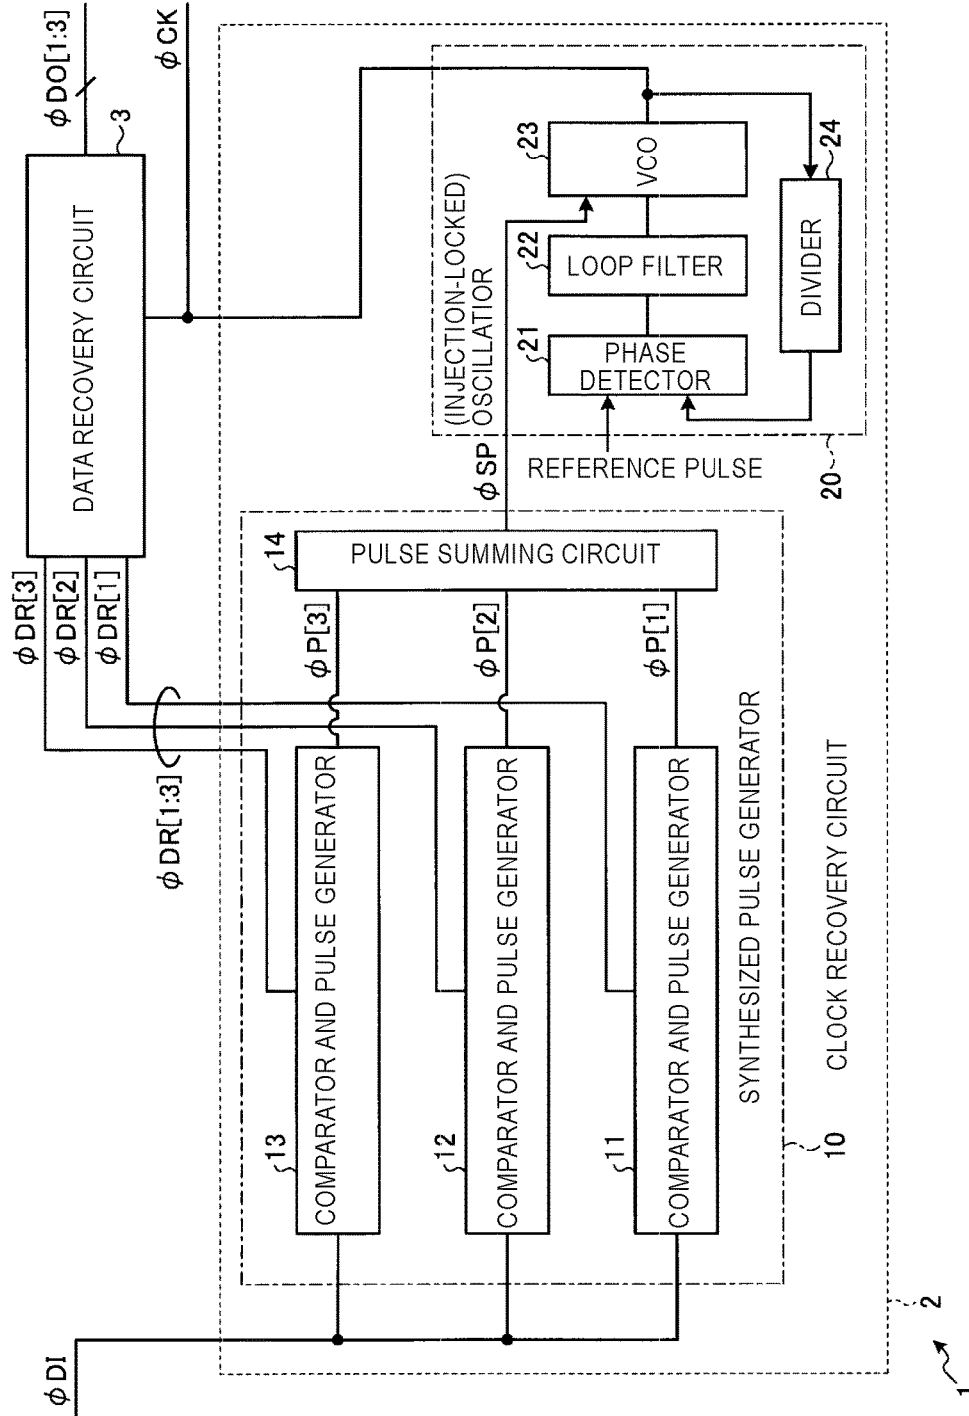 φDI
φDR[1:3]
φDR[3]
φDR[2]
φDR[1]
DATA RECOVERY CIRCUIT
3
φDO[1:3]
φCK
13
COMPARATOR AND PULSE GENERATOR
φP[3]
12
COMPARATOR AND PULSE GENERATOR
φP[2]
11
COMPARATOR AND PULSE GENERATOR
φP[1]
14
PULSE SUMMING CIRCUIT
SYNTHESIZED PULSE GENERATOR
10
φSP
(INJECTION-LOCKED)
OSCILLATIOR
21
PHASE
DETECTOR
22
LOOP FILTER
23
VCO
24
DIVIDER
REFERENCE PULSE
20
CLOCK RECOVERY CIRCUIT
2
1